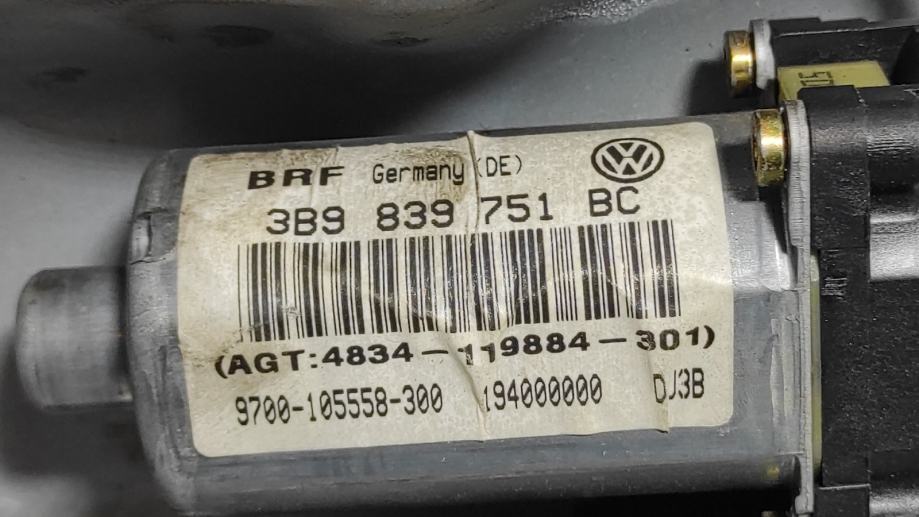 BRF Germany (DE)
3B9 839 751 BC
(AGT:4834-119884-301)
9700-105558-300 194000000 DJ3B